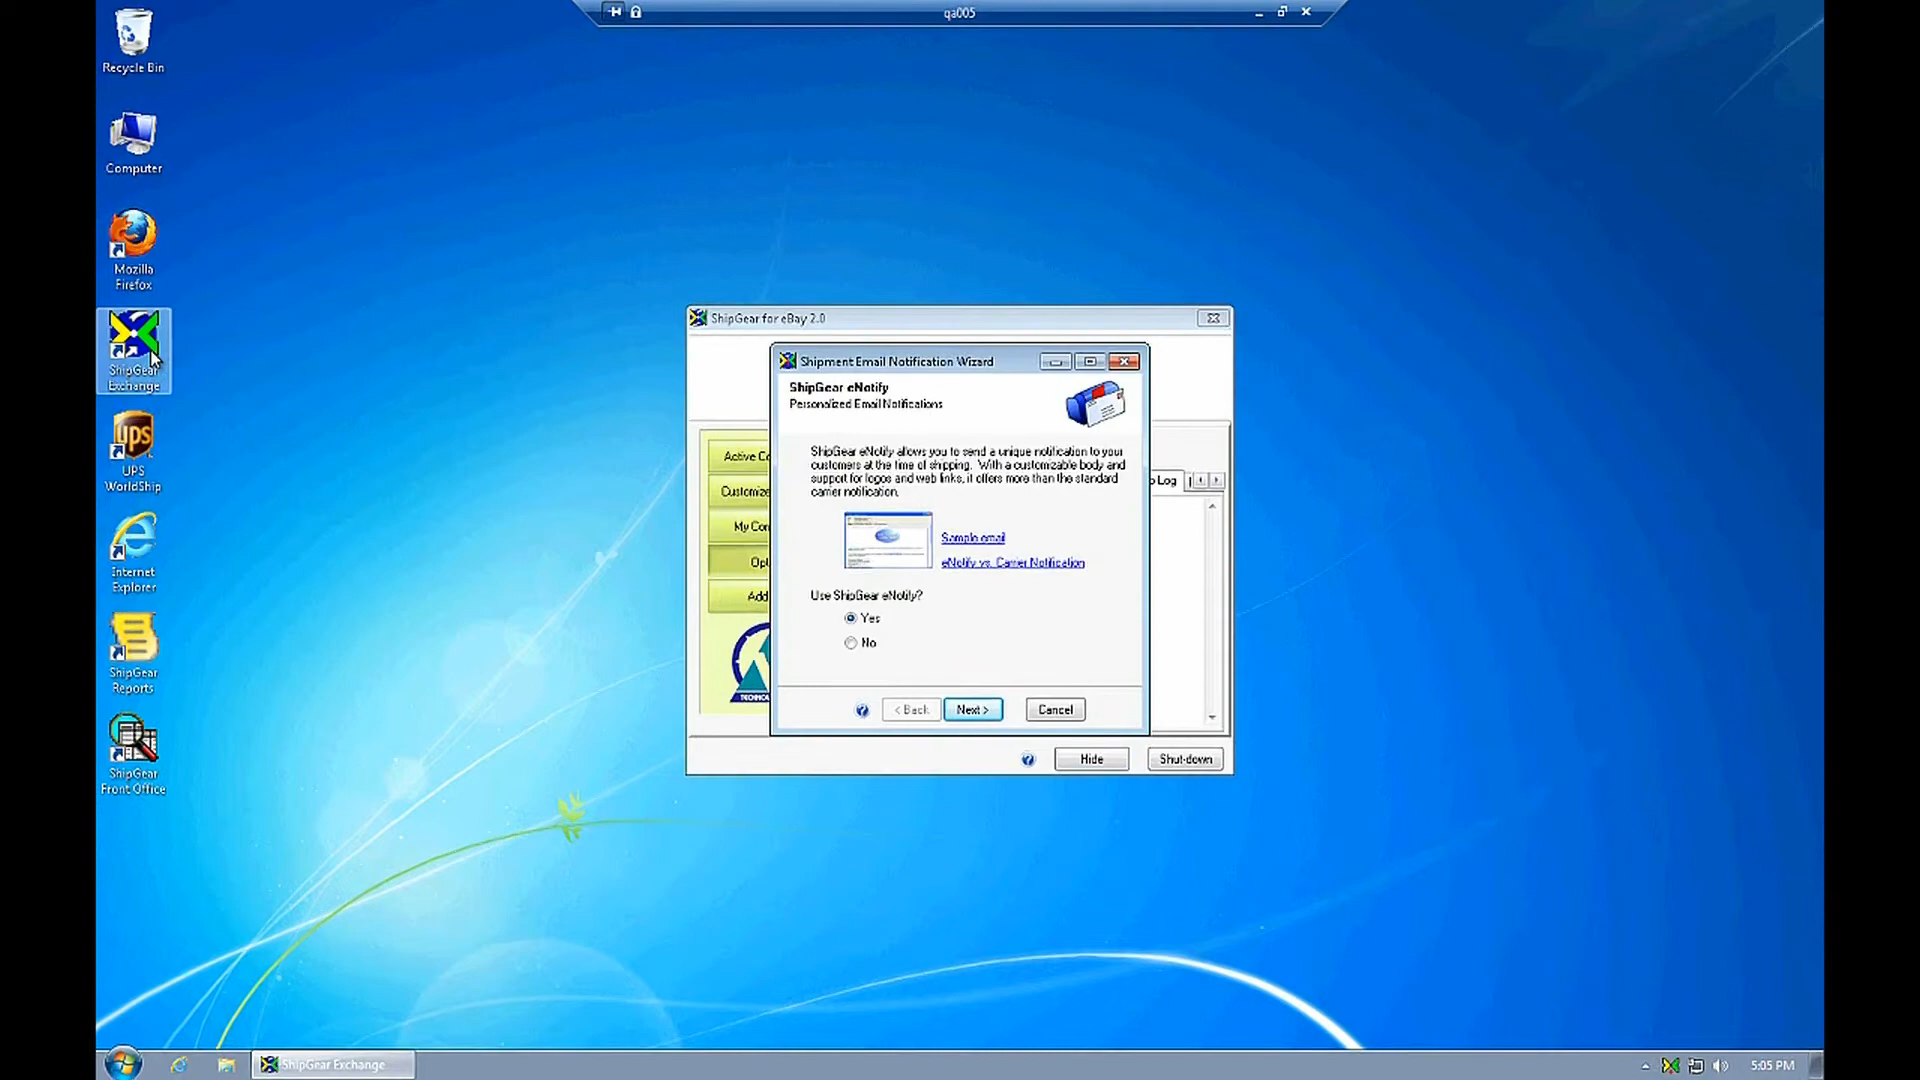 qa005
Recycle Bin
Computer
Mozilla
Firefox
ShipGear
Exchange
UPS
WorldShip
Internet
Explorer
ShipGear
Reports
ShipGear
Front Office
ShipGear for eBay 2.0
Shipment Email Notification Wizard
ShipGear eNotify
Personalized Email Notifications
ShipGear eNotify allows you to send a unique notification to your
customers at the time of shipping. With a customizable body and
support for logos and web links, it offers more than the standard
carrier notification.
Sample email
eNotify vs. Carrier Notification
Use ShipGear eNotify?
Yes
No
< Back
Next >
Cancel
Active Co
Customize
My Con
Opt
Add
Log
Hide
Shut-down
ShipGear Exchange
5:05 PM